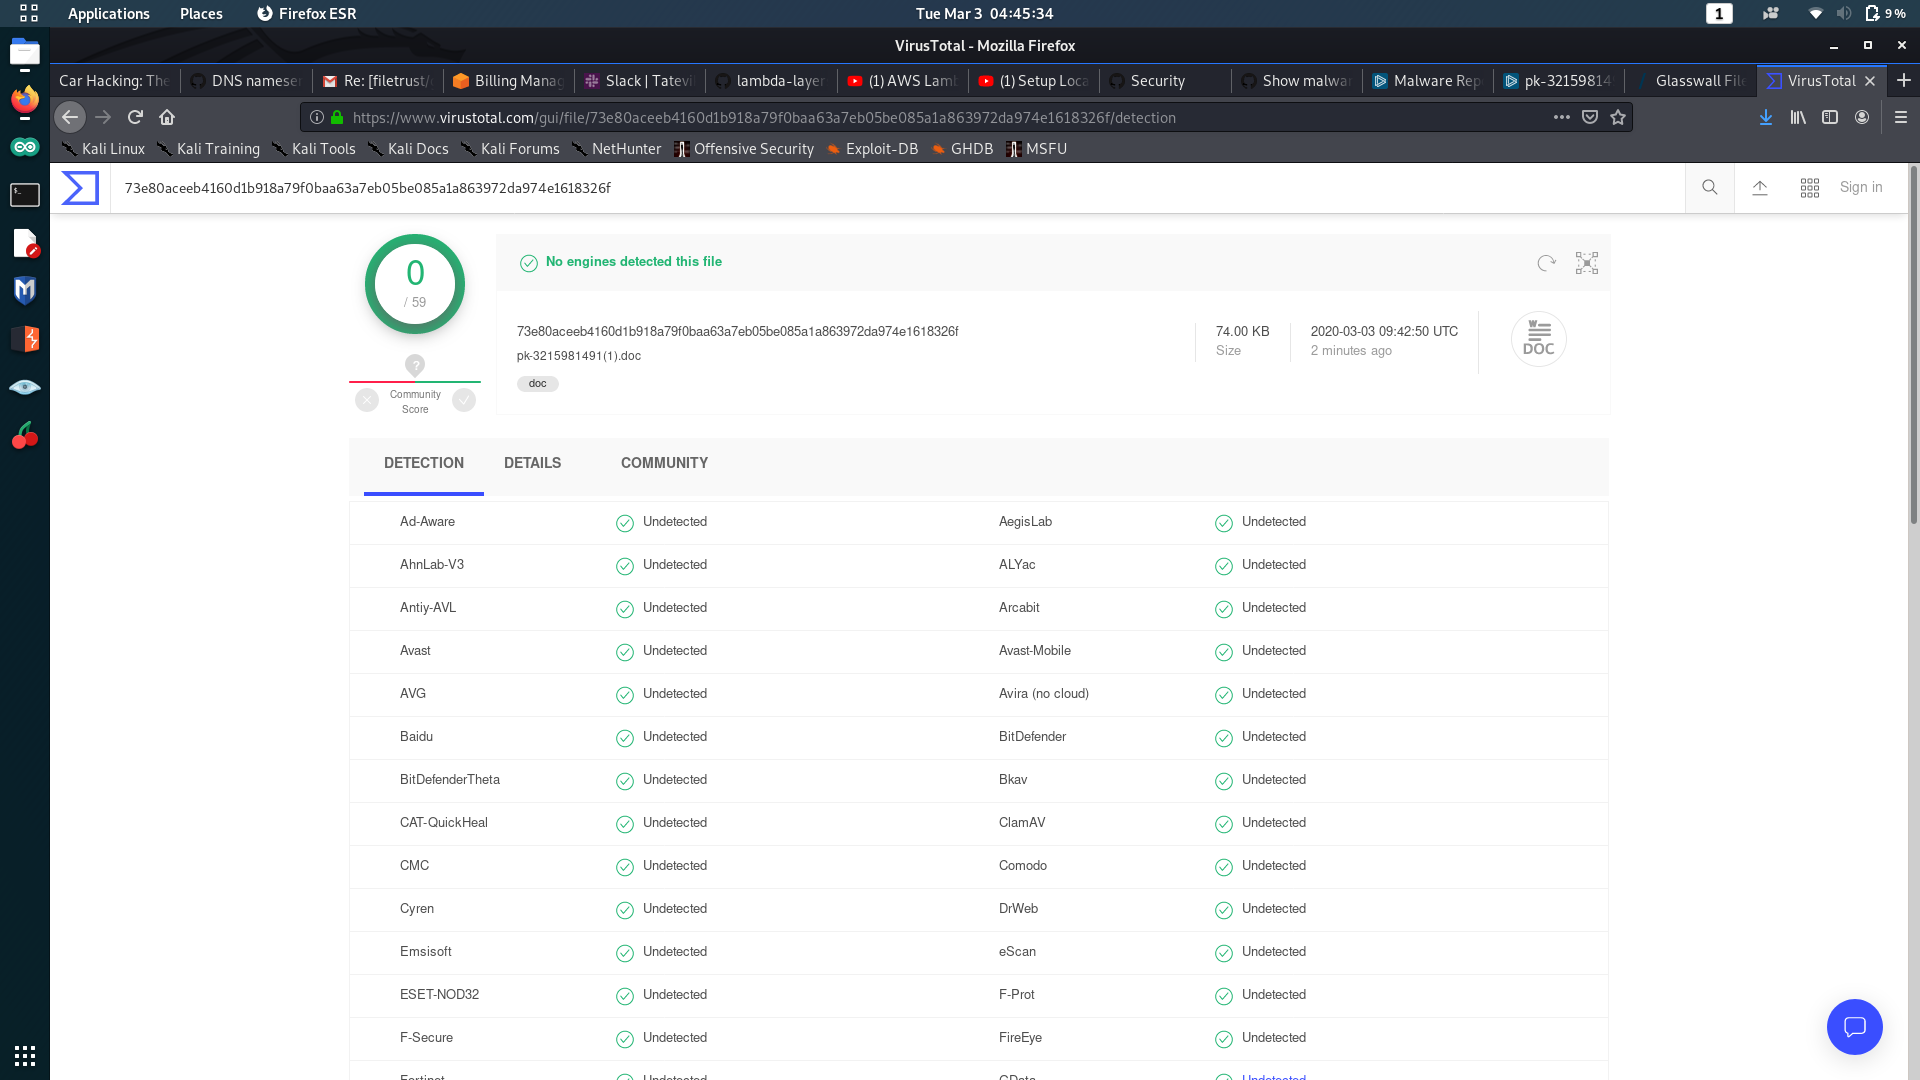 Applications Places Firefox ESR Tue Mar 3 04:45:34 1 9%
VirusTotal - Mozilla Firefox
Car Hacking: The DNS nameser Re: [filetrust/ Billing Manag Slack | Tatevi lambda-layer (1) AWS Lam (1) Setup Loca Security Show malwa Malware Rep pk-32159814 Glasswall File VirusTotal
https://www.virustotal.com/gui/file/73e80aceeb4160d1b918a79f0baa63a7eb05be085a1a863972da974e1618326f/detection
Kali Linux Kali Training Kali Tools Kali Docs Kali Forums NetHunter Offensive Security Exploit-DB GHDB MSFU
73e80aceeb4160d1b918a79f0baa63a7eb05be085a1a863972da974e1618326f Sign in
0
/ 59
?
Community
Score
No engines detected this file
73e80aceeb4160d1b918a79f0baa63a7eb05be085a1a863972da974e1618326f
pk-3215981491(1).doc
doc
74.00 KB
Size
2020-03-03 09:42:50 UTC
2 minutes ago
W
DOC
DETECTION DETAILS COMMUNITY
Ad-Aware Undetected AegisLab Undetected
AhnLab-V3 Undetected ALYac Undetected
Antiy-AVL Undetected Arcabit Undetected
Avast Undetected Avast-Mobile Undetected
AVG Undetected Avira (no cloud) Undetected
Baidu Undetected BitDefender Undetected
BitDefenderTheta Undetected Bkav Undetected
CAT-QuickHeal Undetected ClamAV Undetected
CMC Undetected Comodo Undetected
Cyren Undetected DrWeb Undetected
Emsisoft Undetected eScan Undetected
ESET-NOD32 Undetected F-Prot Undetected
F-Secure Undetected FireEye Undetected
Fortinet Undetected GData Undetected